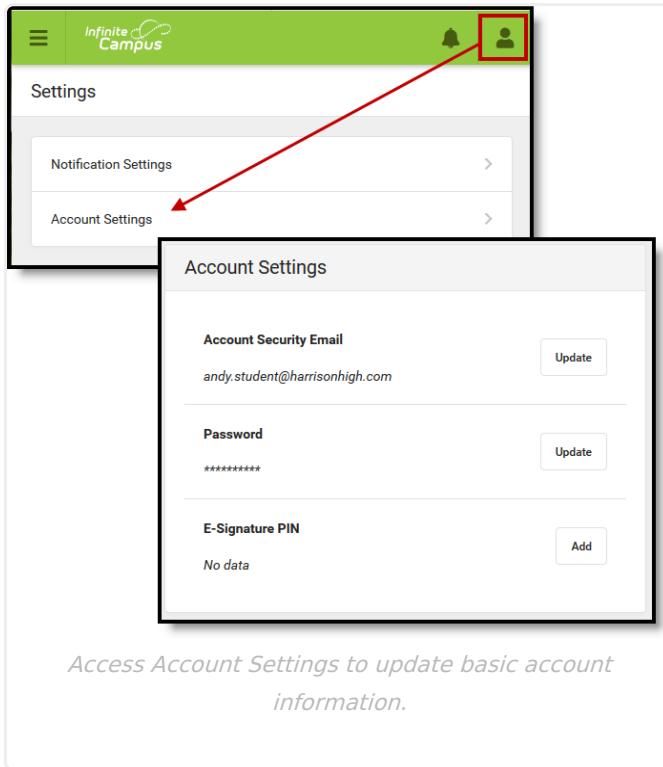 Infinite
Campus
Settings
Notification Settings
Account Settings
Account Settings
Account Security Email
andy.student@harrisonhigh.com
Update
Password
**********
Update
E-Signature PIN
No data
Add
Access Account Settings to update basic account
information.